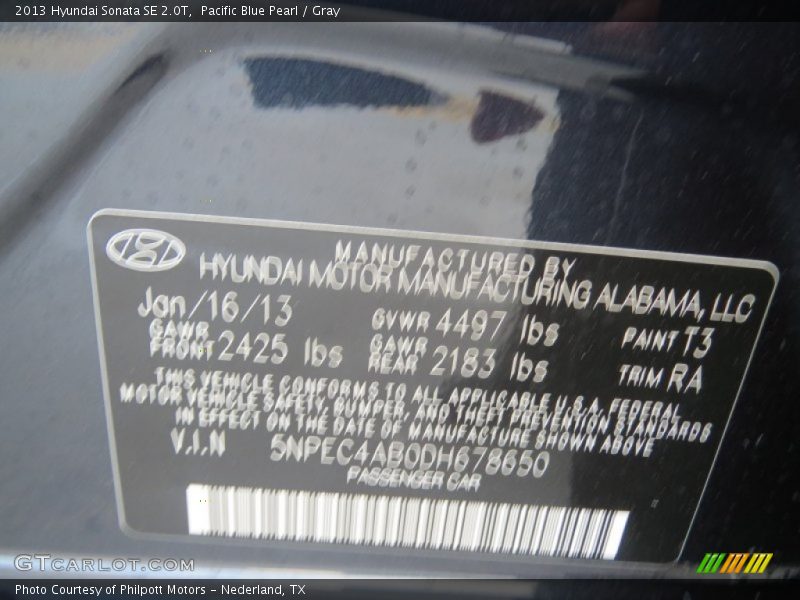 2013 Hyundai Sonata SE 2.0T, Pacific Blue Pearl / Gray
MANUFACTURED BY
HYUNDAI MOTOR MANUFACTURING ALABAMA, LLC
Jan/16/13 GVWR 4497 lbs PAINT T3
GAWR FRONT 2425 lbs GAWR REAR 2183 lbs TRIM RA
THIS VEHICLE CONFORMS TO ALL APPLICABLE U.S.A. FEDERAL
MOTOR VEHICLE SAFETY, BUMPER, AND THEFT PREVENTION STANDARDS
IN EFFECT ON THE DATE OF MANUFACTURE SHOWN ABOVE
V.I.N 5NPEC4AB0DH678650
PASSENGER CAR
GTCarLot.com
Photo Courtesy of Philpott Motors - Nederland, TX